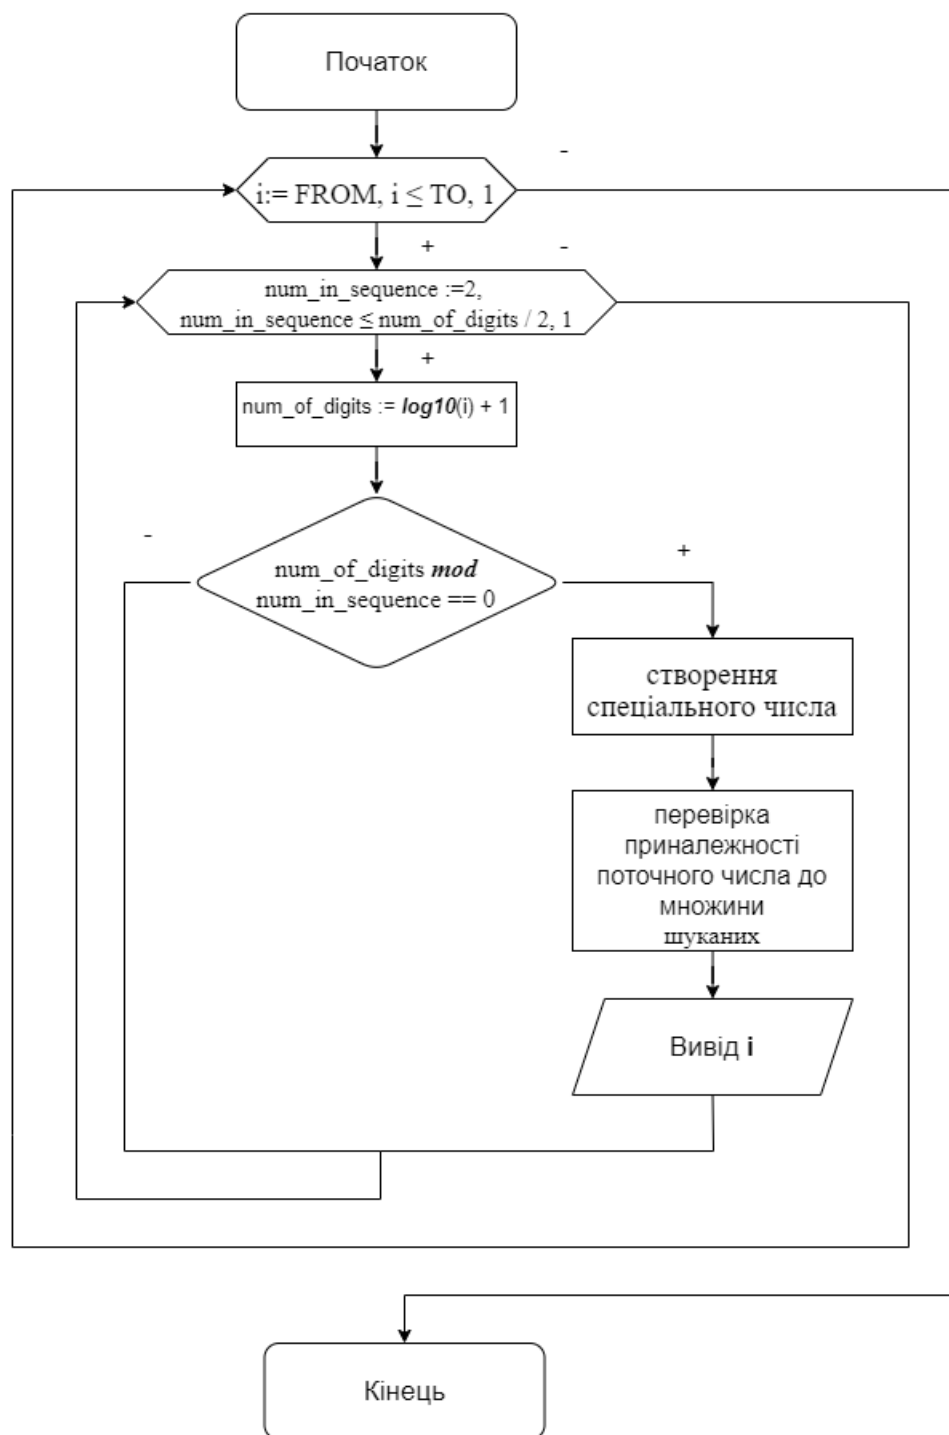 Початок
-
i:= FROM, i ≤ TO, 1
+
-
num_in_sequence :=2,
num_in_sequence ≤ num_of_digits / 2, 1
+
num_of_digits := log10(i) + 1
-
+
num_of_digits mod
num_in_sequence == 0
створення
спеціального числа
перевірка
приналежності
поточного числа до
множини
шуканих
Вивід i
Кінець